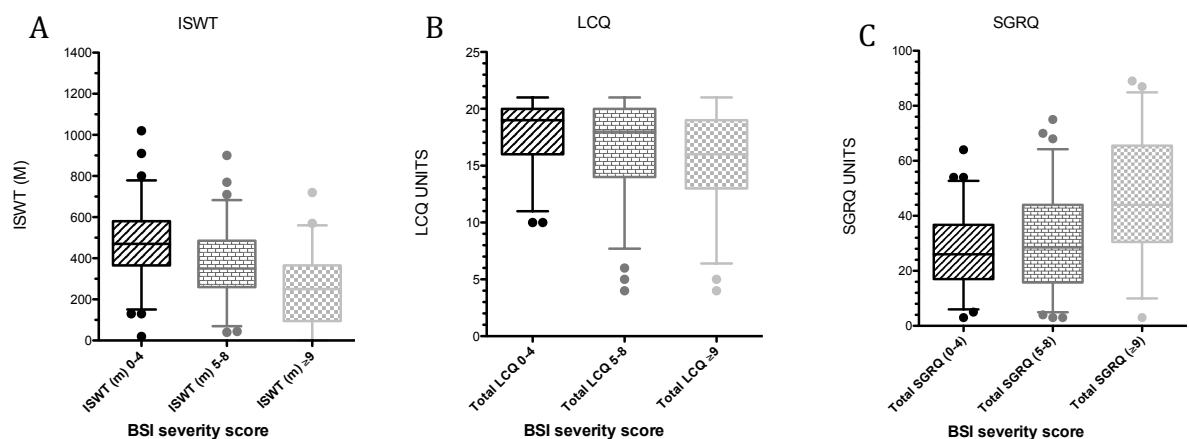 A
ISWT
1400
1200
1000
800
600
400
200
0
ISWT (M)
ISWT (m) 0-4
ISWT (m) 5-8
ISWT (m) ≥9
BSI severity score
B
LCQ
25
20
15
10
5
0
LCQ UNITS
Total LCQ 0-4
Total LCQ 5-8
Total LCQ ≥9
BSI severity score
C
SGRQ
100
80
60
40
20
0
SGRQ UNITS
Total SGRQ (0-4)
Total SGRQ (5-8)
Total SGRQ (≥9)
BSI severity score